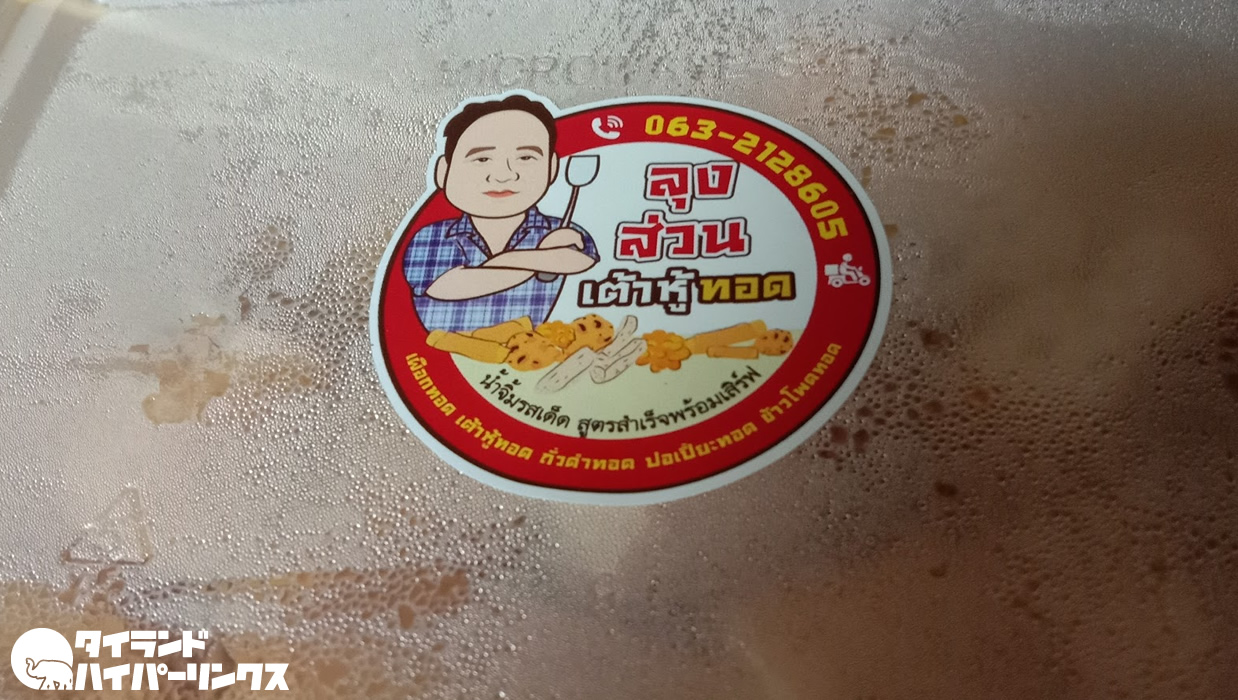 MICROWAVE
063-2128605
ลุง
ส่วน
เต้าหู้ทอด
น้ำจิ้มรสเด็ด สูตรสำเร็จพร้อมเสิร์ฟ
เผือกทอด เต้าหู้ทอด ถั่วดำทอด ปอเปี๊ยะทอด ข้าวโพดทอด
タイランド
ハイパーリンクス